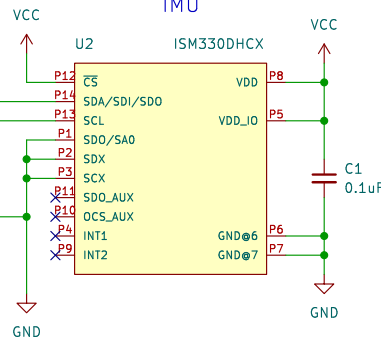 IMU
VCC
VCC
U2 ISM330DHCX
P12 CS VDD P8
P14 SDA/SDI/SDO
P13 SCL VDD_IO P5
P1 SDO/SA0
P2 SDX
P3 SCX C1
0.1uF
P11 SDO_AUX
P10 OCS_AUX
P4 INT1 GND@6 P6
P9 INT2 GND@7 P7
GND
GND